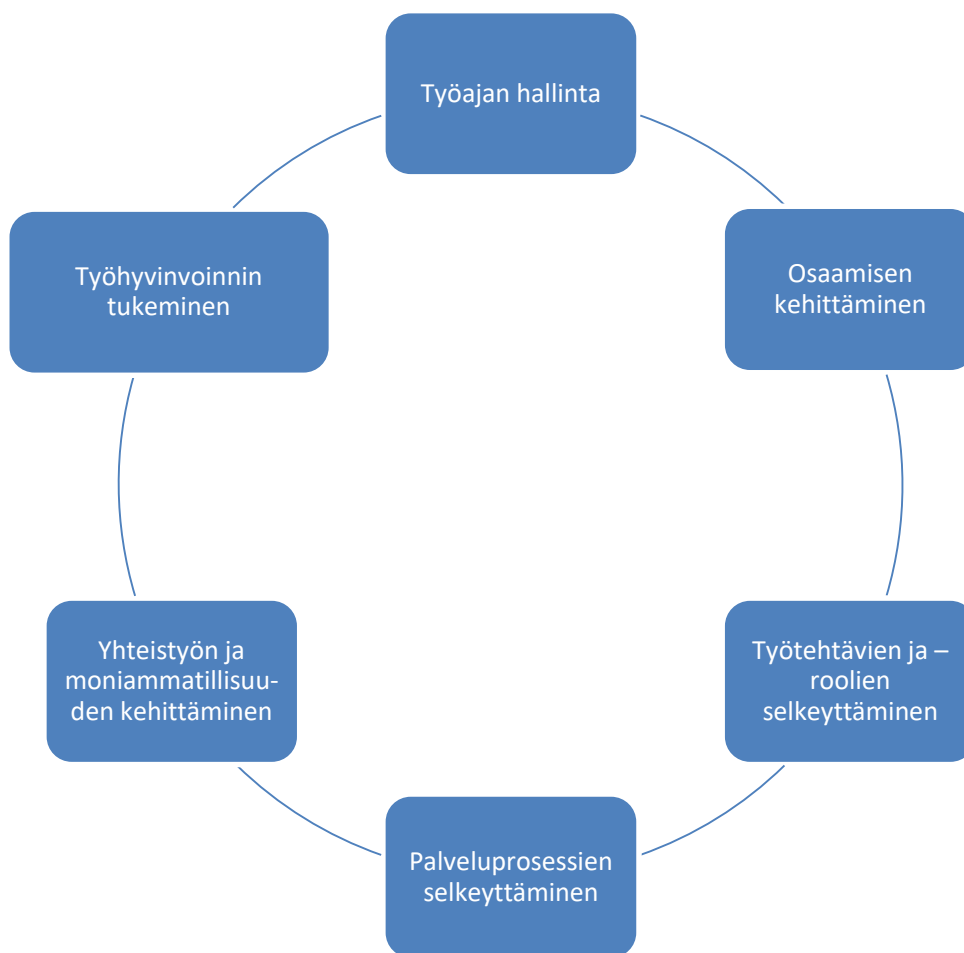 Työajan hallinta
Osaamisen
kehittäminen
Työtehtävien ja –
roolien
selkeyttäminen
Palveluprosessien
selkeyttäminen
Yhteistyön ja
moniammatillisuu-
den kehittäminen
Työhyvinvoinnin
tukeminen